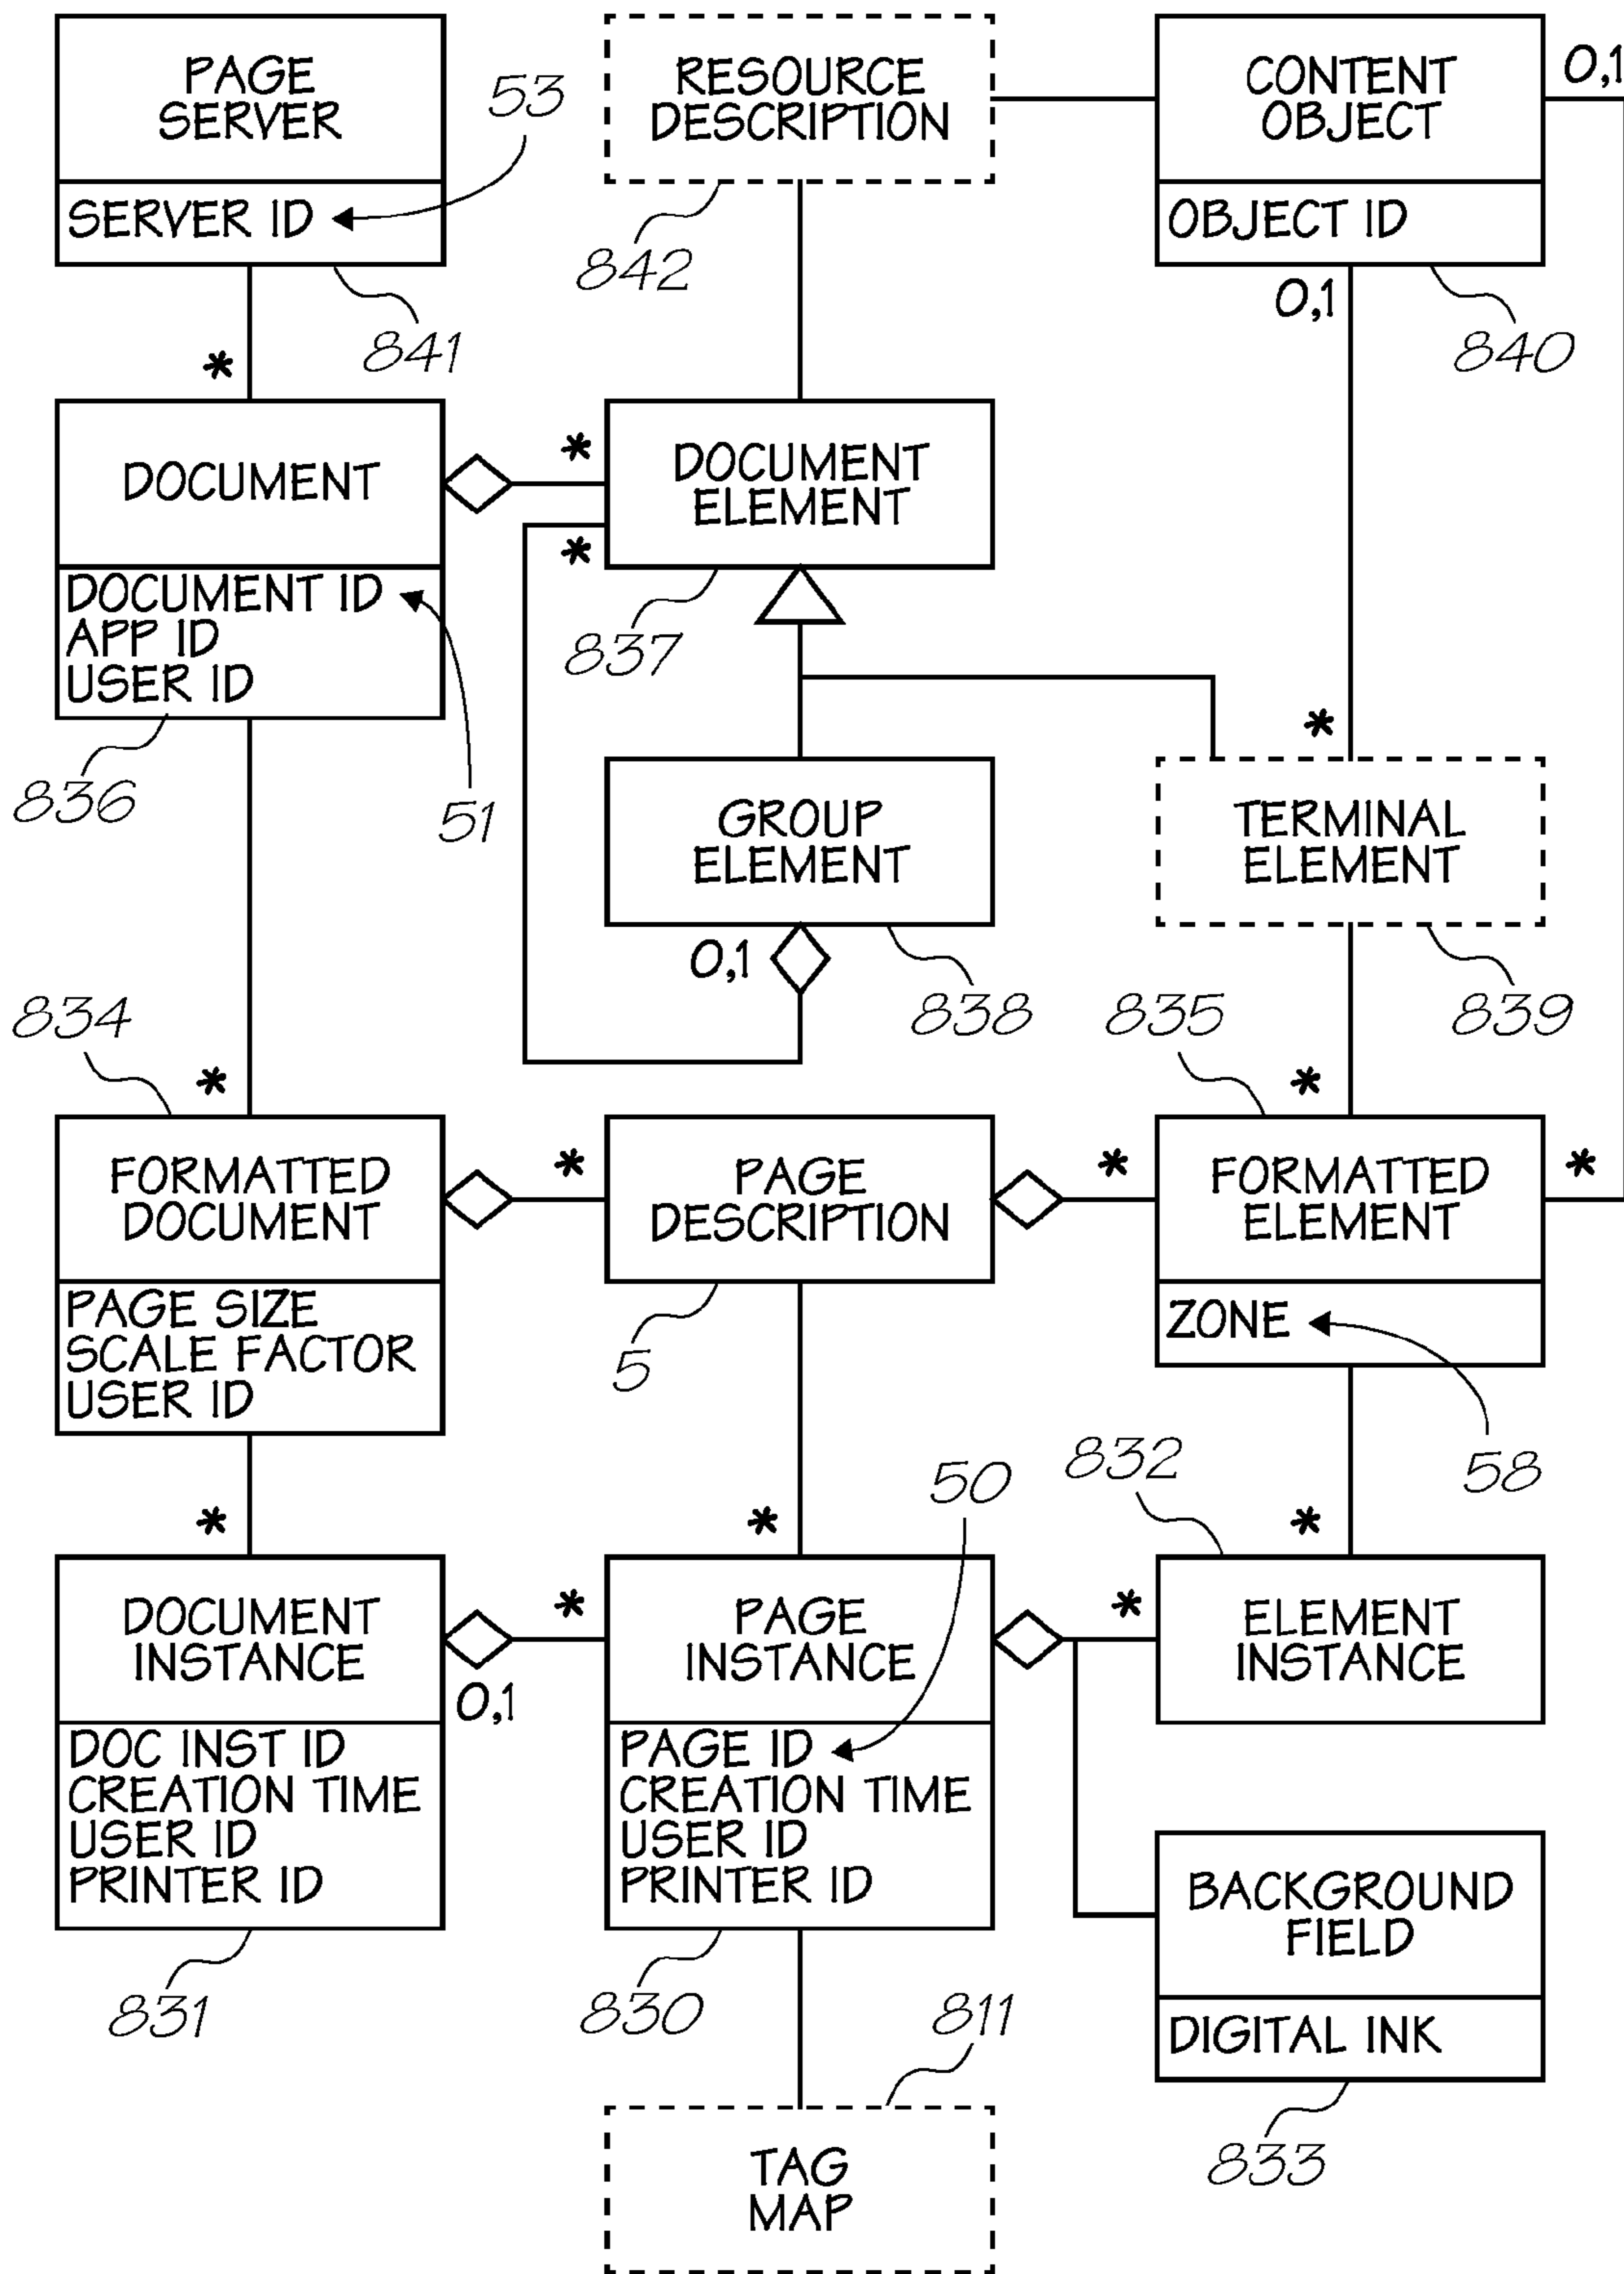 PAGE
SERVER
SERVER ID
53
841
RESOURCE
DESCRIPTION
842
CONTENT
OBJECT
OBJECT ID
0,1
0,1
840
*
DOCUMENT
DOCUMENT ID
APP ID
USER ID
836
51
*
DOCUMENT
ELEMENT
*
837
*
GROUP
ELEMENT
0,1
838
TERMINAL
ELEMENT
839
834
*
FORMATTED
DOCUMENT
PAGE SIZE
SCALE FACTOR
USER ID
*
PAGE
DESCRIPTION
5
835
*
*
FORMATTED
ELEMENT
*
ZONE
58
*
DOCUMENT
INSTANCE
0,1
DOC INST ID
CREATION TIME
USER ID
PRINTER ID
831
*
*
50
PAGE
INSTANCE
PAGE ID
CREATION TIME
USER ID
PRINTER ID
830
832
*
*
ELEMENT
INSTANCE
BACKGROUND
FIELD
DIGITAL INK
833
811
TAG
MAP